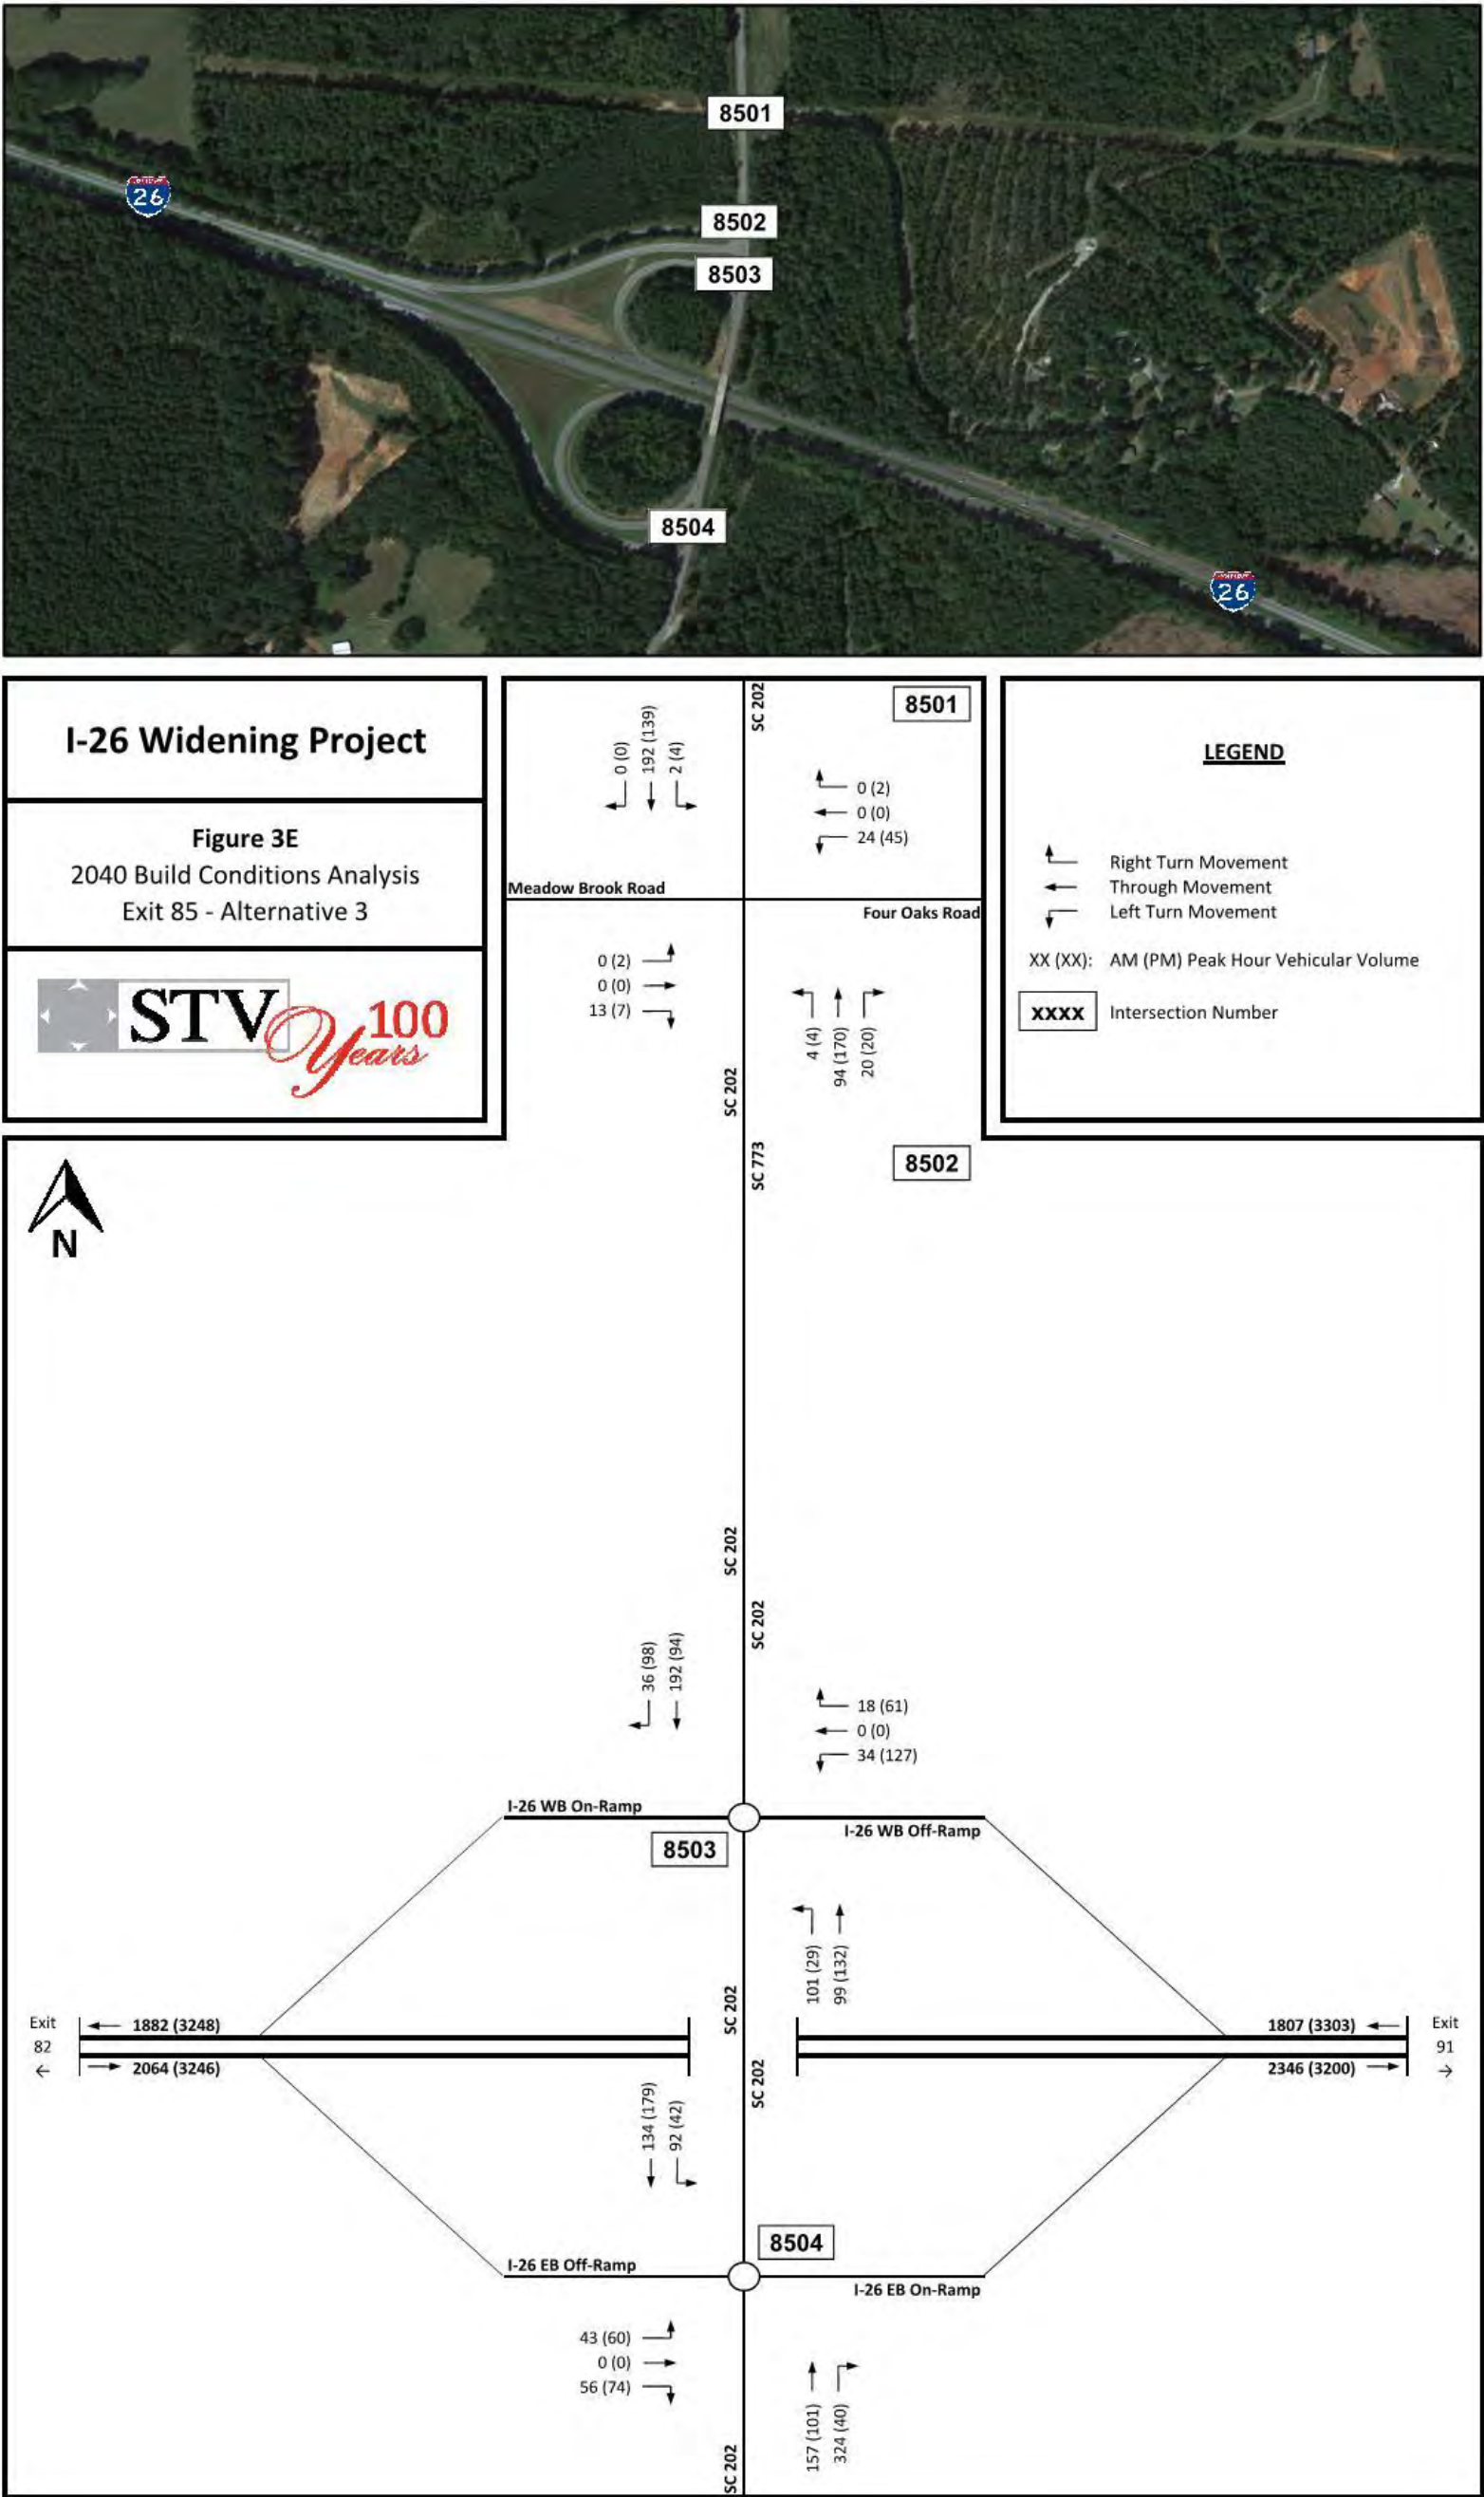 8501
26
8502
8503
8504
26
I-26 Widening Project
Figure 3E
2040 Build Conditions Analysis
Exit 85 - Alternative 3
STV 100
Years
SC 202
8501
0 (0)
192 (139)
2 (4)
0 (2)
0 (0)
24 (45)
Meadow Brook Road
Four Oaks Road
0 (2)
0 (0)
13 (7)
4 (4)
94 (170)
20 (20)
SC 202
LEGEND
Right Turn Movement
Through Movement
Left Turn Movement
XX (XX): AM (PM) Peak Hour Vehicular Volume
XXXX Intersection Number
N
SC 773
8502
SC 202
SC 202
36 (98)
192 (94)
18 (61)
0 (0)
34 (127)
I-26 WB On-Ramp
I-26 WB Off-Ramp
8503
101 (29)
99 (132)
SC 202
Exit
82
←
1882 (3248)
2064 (3246)
1807 (3303)
2346 (3200)
Exit
91
→
SC 202
134 (179)
92 (42)
8504
I-26 EB Off-Ramp
I-26 EB On-Ramp
43 (60)
0 (0)
56 (74)
157 (101)
324 (40)
SC 202